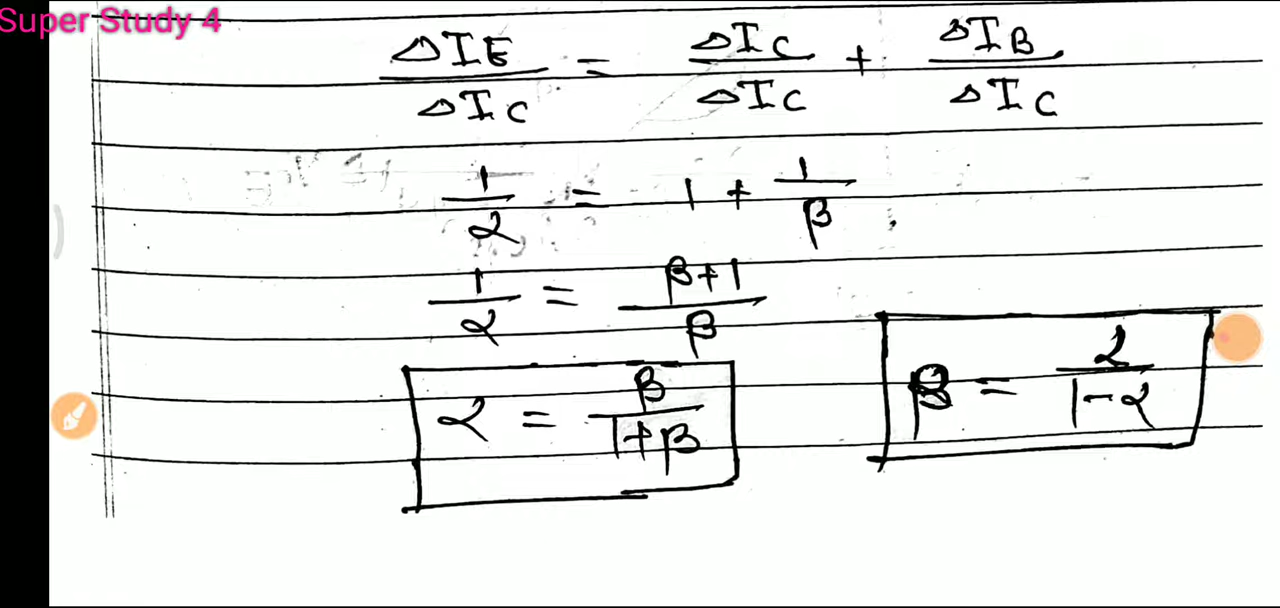 Super Study 4
ΔIE/ΔIC = ΔIC/ΔIC + ΔIB/ΔIC
1/α = 1 + 1/β
1/α = β+1/β
α = β/1+β
β = α/1-α